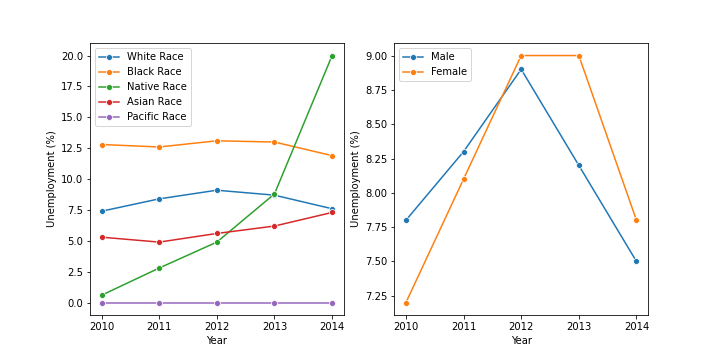 White Race
Black Race
Native Race
Asian Race
Pacific Race
20.0
17.5
15.0
12.5
10.0
7.5
5.0
2.5
0.0
Unemployment (%)
2010 2011 2012 2013 2014
Year
Male
Female
9.00
8.75
8.50
8.25
8.00
7.75
7.50
7.25
Unemployment (%)
2010 2011 2012 2013 2014
Year